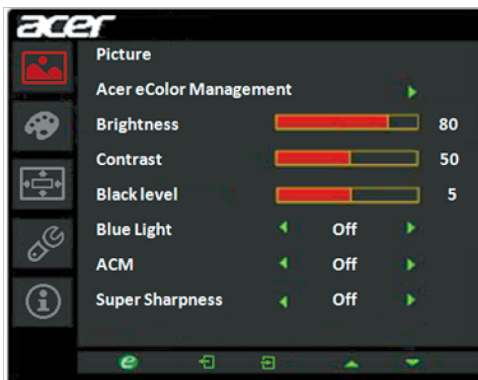 acer
Picture
Acer eColor Management
Brightness 80
Contrast 50
Black level 5
Blue Light Off
ACM Off
Super Sharpness Off
e